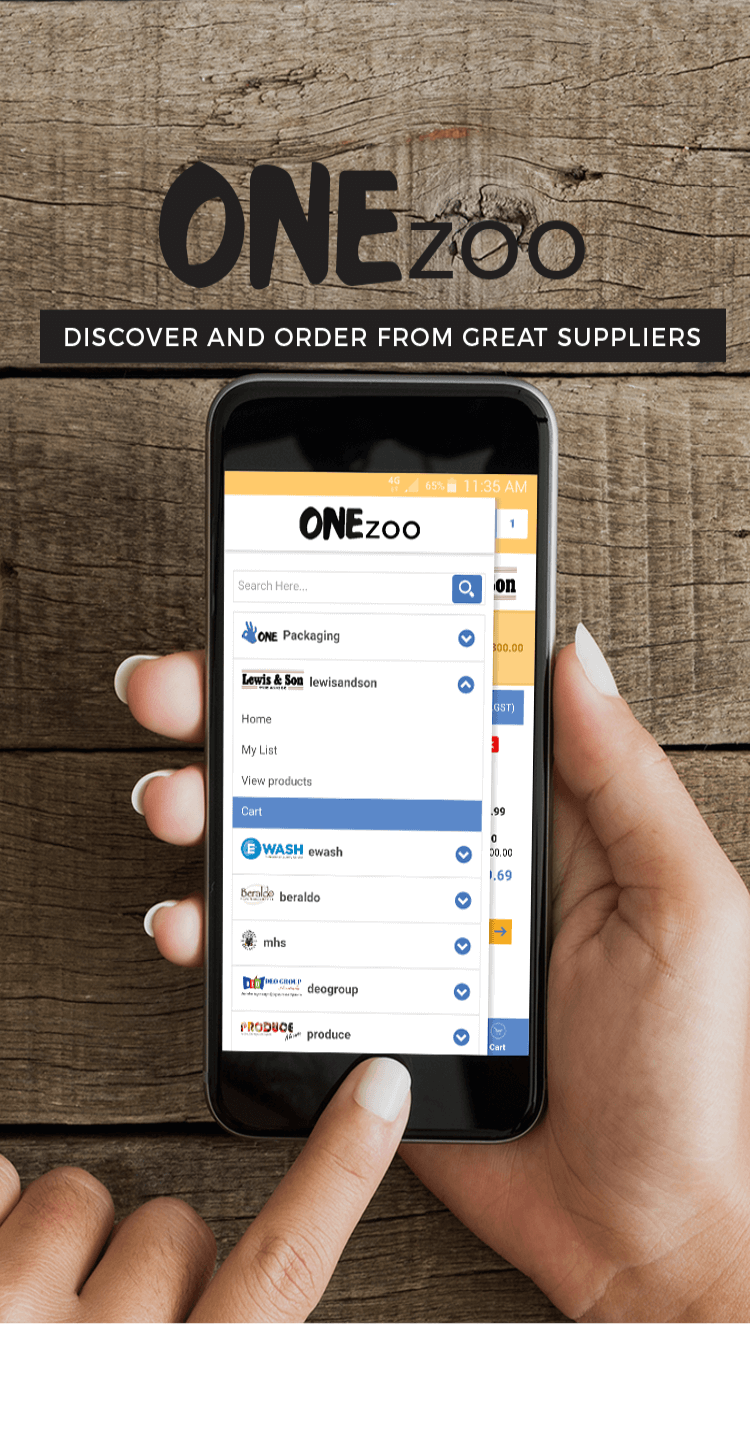 ONEzoo
DISCOVER AND ORDER FROM GREAT SUPPLIERS
4G 65% 11:35 AM
ONEzoo
1
Search Here...
on
ONE Packaging
300.00
Lewis & Son lewisandson
GST)
Home
My List
View products
.99
Cart
0
00.00
E WASH ewash
.69
Beraldo beraldo
mhs
DEO GROUP deogroup
PRODUCE produce
Cart